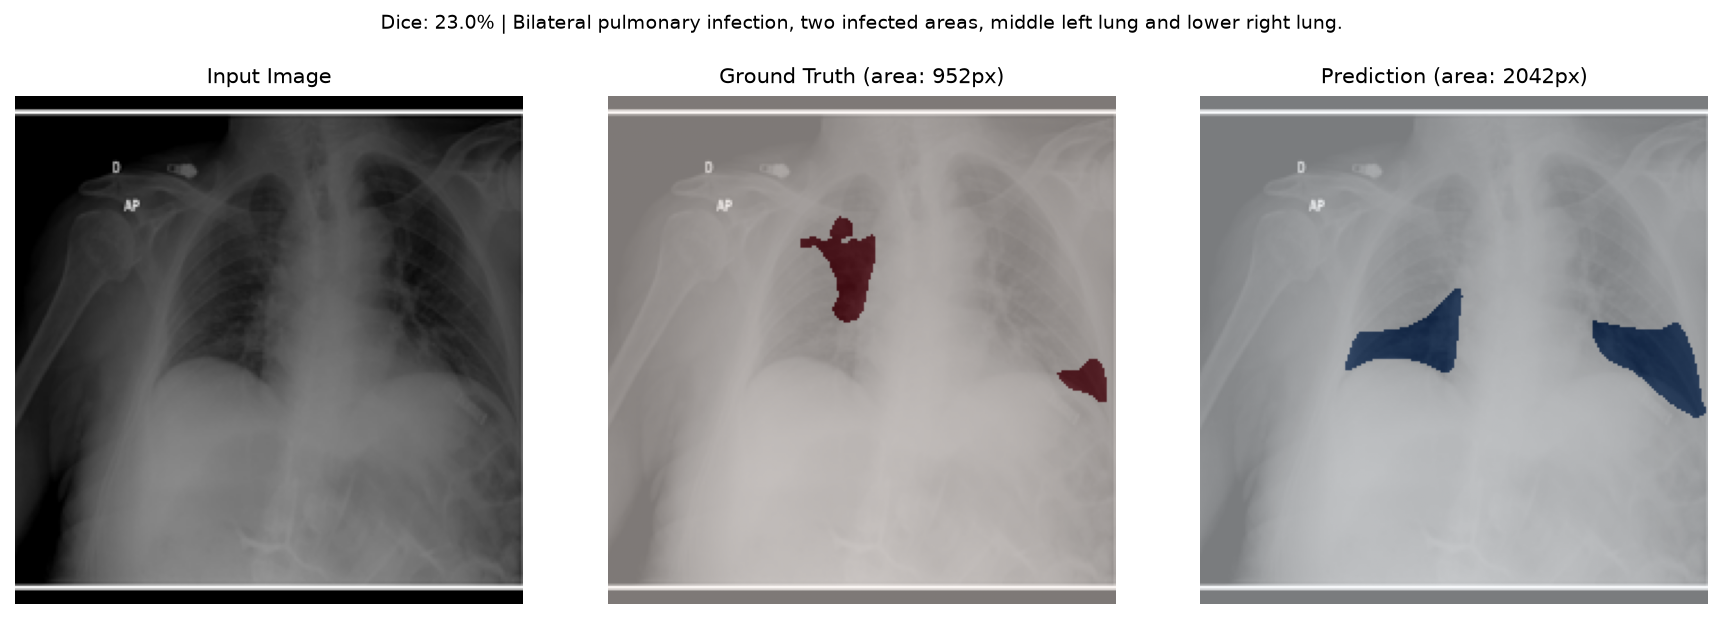 Dice: 23.0% | Bilateral pulmonary infection, two infected areas, middle left lung and lower right lung.
Input Image
Ground Truth (area: 952px)
Prediction (area: 2042px)
D
AP
D
AP
D
AP